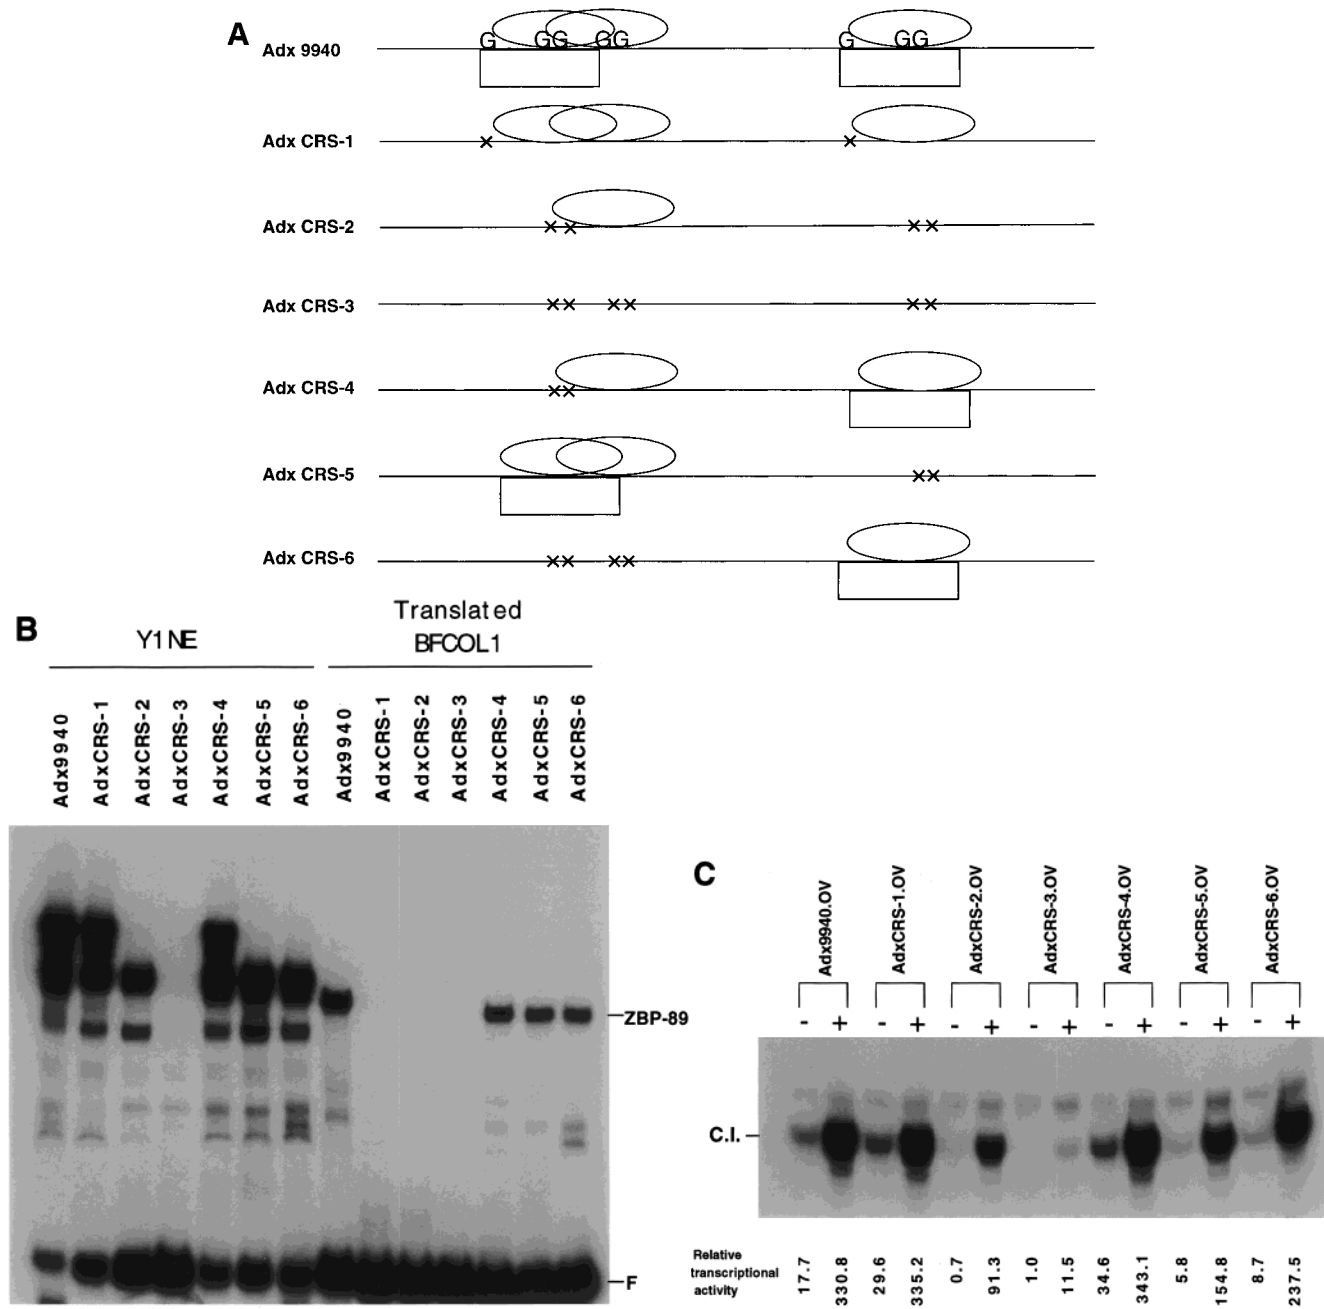 A
Adx 9940
G GG GG G GG
Adx CRS-1
Adx CRS-2
Adx CRS-3
Adx CRS-4
Adx CRS-5
Adx CRS-6
B
Y1 NE
Translated
BFCOL1
Adx9940
AdxCRS-1
AdxCRS-2
AdxCRS-3
AdxCRS-4
AdxCRS-5
AdxCRS-6
Adx9940
AdxCRS-1
AdxCRS-2
AdxCRS-3
AdxCRS-4
AdxCRS-5
AdxCRS-6
ZBP-89
F
C
Adx9940.OV
AdxCRS-1.OV
AdxCRS-2.OV
AdxCRS-3.OV
AdxCRS-4.OV
AdxCRS-5.OV
AdxCRS-6.OV
- + - + - + - + - + - + - +
C.I.
Relative
transcriptional
activity
17.7
330.8
29.6
335.2
0.7
91.3
1.0
11.5
34.6
343.1
5.8
154.8
8.7
237.5